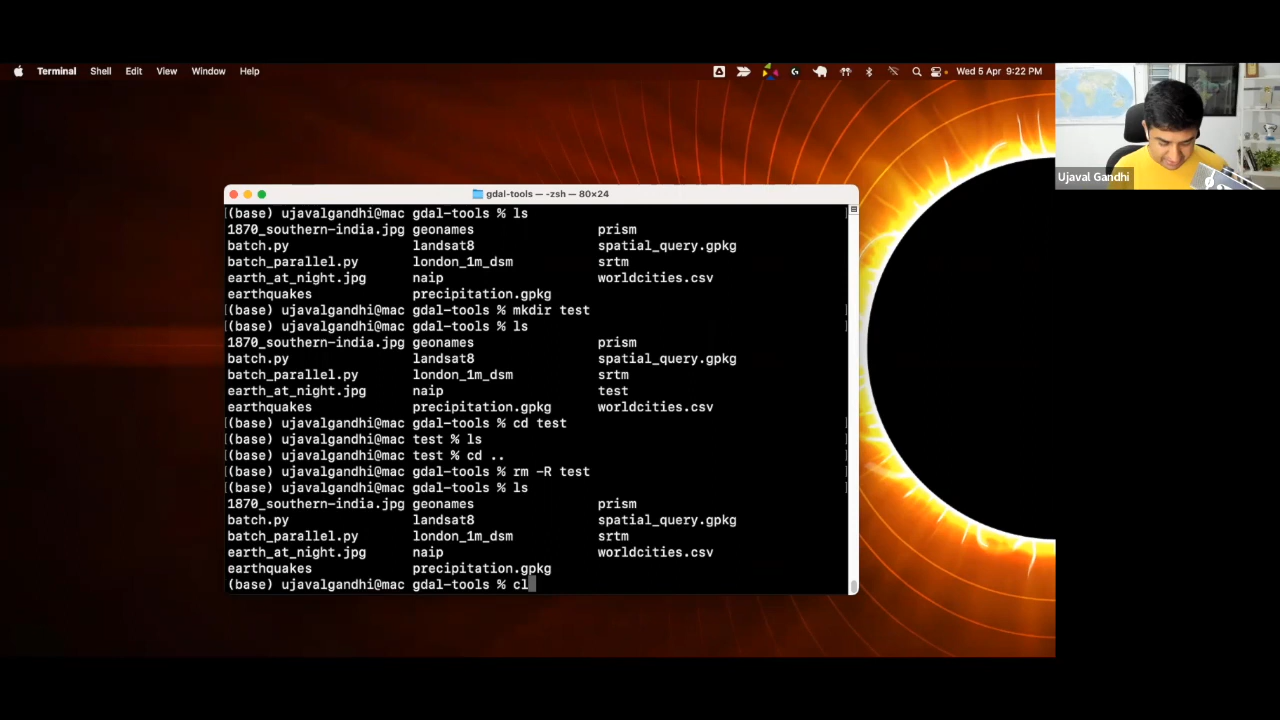 Terminal Shell Edit View Window Help Wed 5 Apr 9:22 PM
Ujaval Gandhi
gdal-tools — -zsh — 80×24
(base) ujavalgandhi@mac gdal-tools % ls
1870_southern-india.jpg geonames prism
batch.py landsat8 spatial_query.gpkg
batch_parallel.py london_1m_dsm srtm
earth_at_night.jpg naip worldcities.csv
earthquakes precipitation.gpkg
(base) ujavalgandhi@mac gdal-tools % mkdir test
(base) ujavalgandhi@mac gdal-tools % ls
1870_southern-india.jpg geonames prism
batch.py landsat8 spatial_query.gpkg
batch_parallel.py london_1m_dsm srtm
earth_at_night.jpg naip test
earthquakes precipitation.gpkg worldcities.csv
(base) ujavalgandhi@mac gdal-tools % cd test
(base) ujavalgandhi@mac test % ls
(base) ujavalgandhi@mac test % cd ..
(base) ujavalgandhi@mac gdal-tools % rm -R test
(base) ujavalgandhi@mac gdal-tools % ls
1870_southern-india.jpg geonames prism
batch.py landsat8 spatial_query.gpkg
batch_parallel.py london_1m_dsm srtm
earth_at_night.jpg naip worldcities.csv
earthquakes precipitation.gpkg
(base) ujavalgandhi@mac gdal-tools % cl